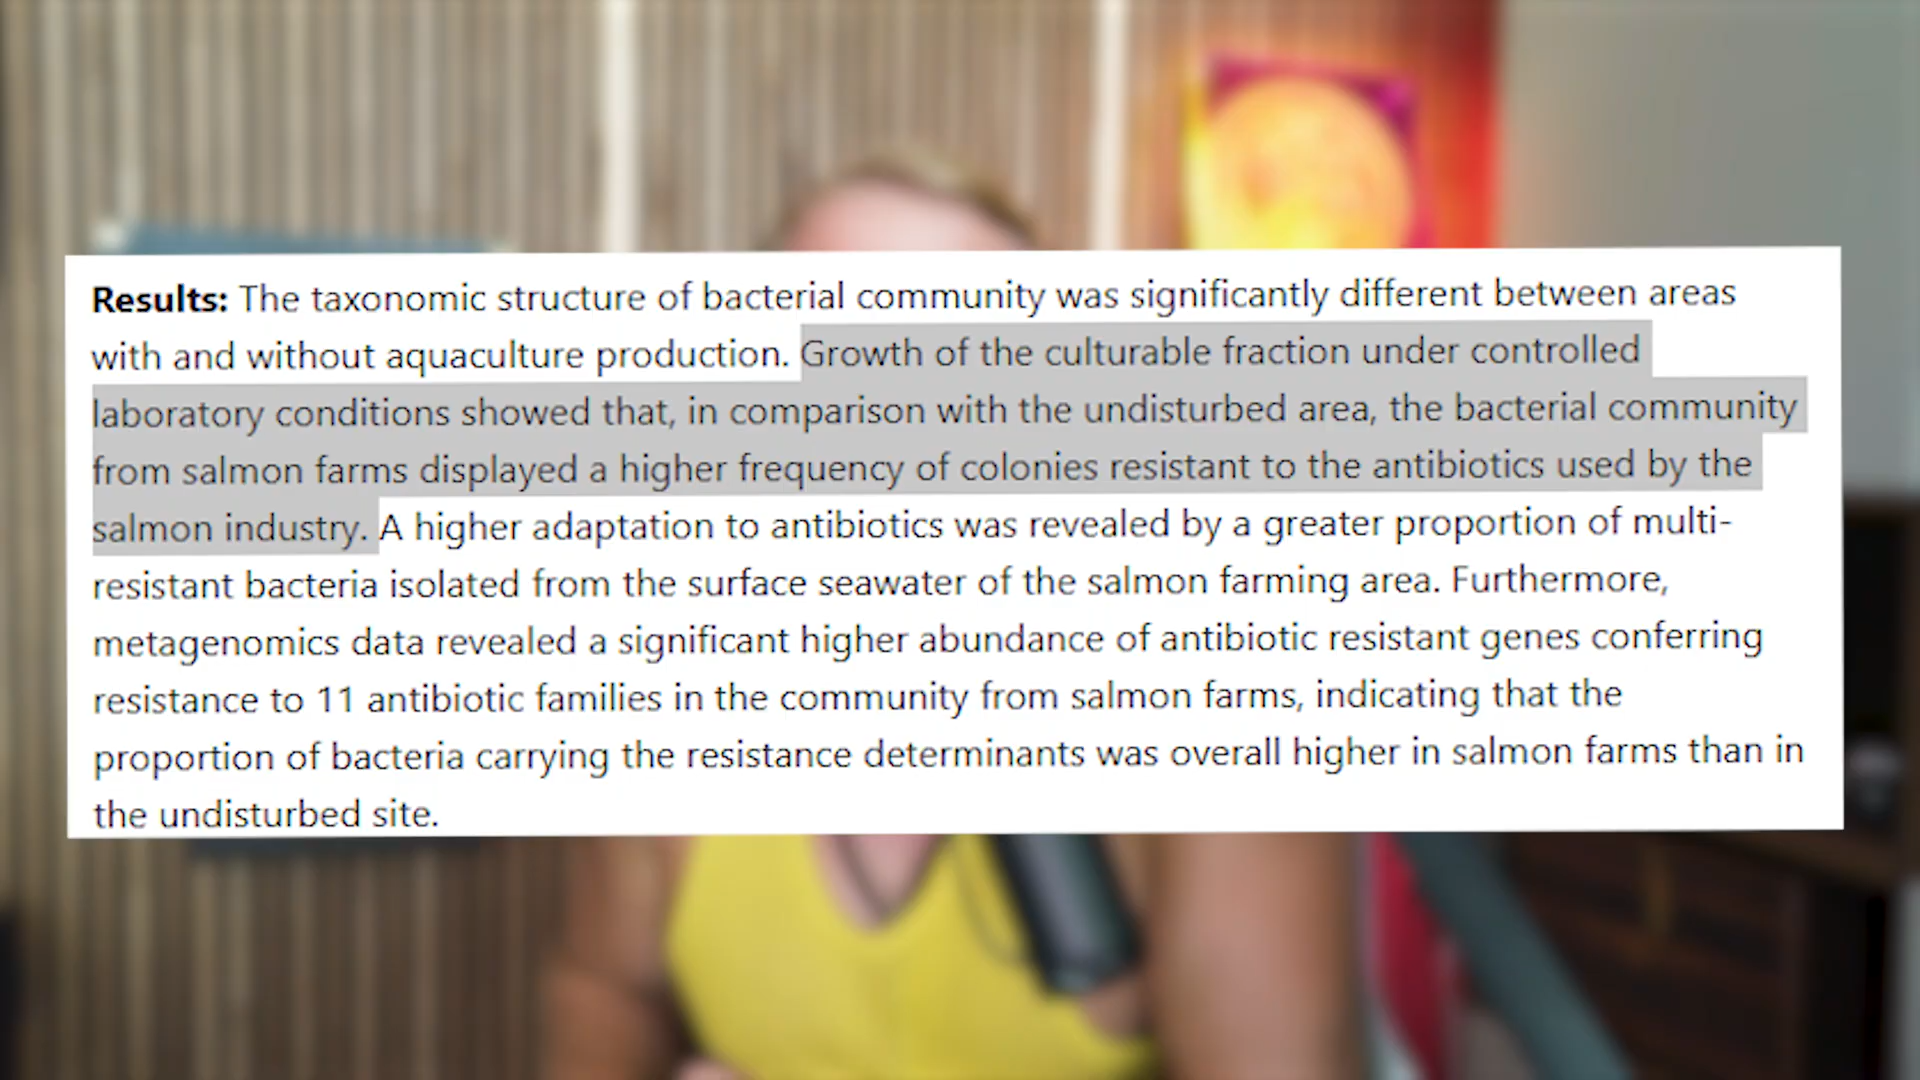 Results: The taxonomic structure of bacterial community was significantly different between areas
with and without aquaculture production. Growth of the culturable fraction under controlled
laboratory conditions showed that, in comparison with the undisturbed area, the bacterial community
from salmon farms displayed a higher frequency of colonies resistant to the antibiotics used by the
salmon industry. A higher adaptation to antibiotics was revealed by a greater proportion of multi-
resistant bacteria isolated from the surface seawater of the salmon farming area. Furthermore,
metagenomics data revealed a significant higher abundance of antibiotic resistant genes conferring
resistance to 11 antibiotic families in the community from salmon farms, indicating that the
proportion of bacteria carrying the resistance determinants was overall higher in salmon farms than in
the undisturbed site.